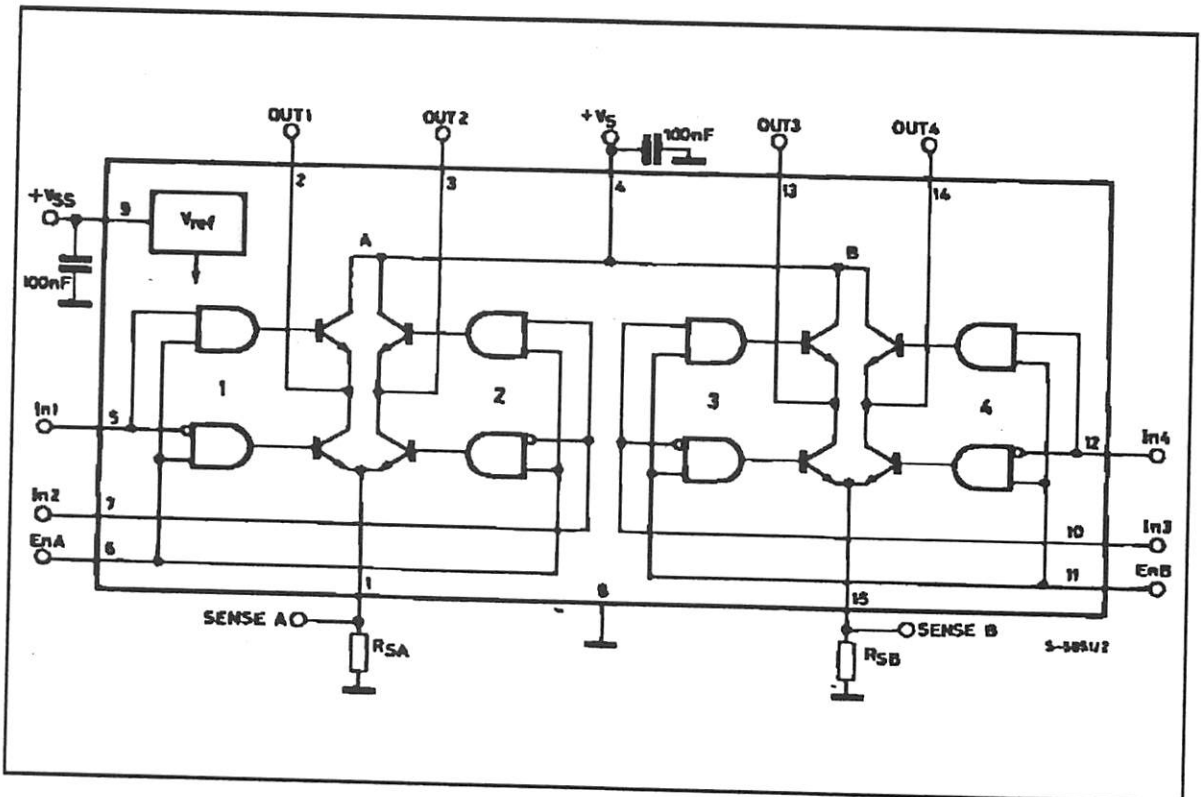 OUT1
OUT2
+VS
100nF
OUT3
OUT4
2
3
4
13
14
+VSS
9
Vref
100nF
A
B
1
2
3
4
In1
5
12
In4
In2
7
10
In3
EnA
6
11
EnB
1
8
15
SENSE A
RSA
SENSE B
RSB